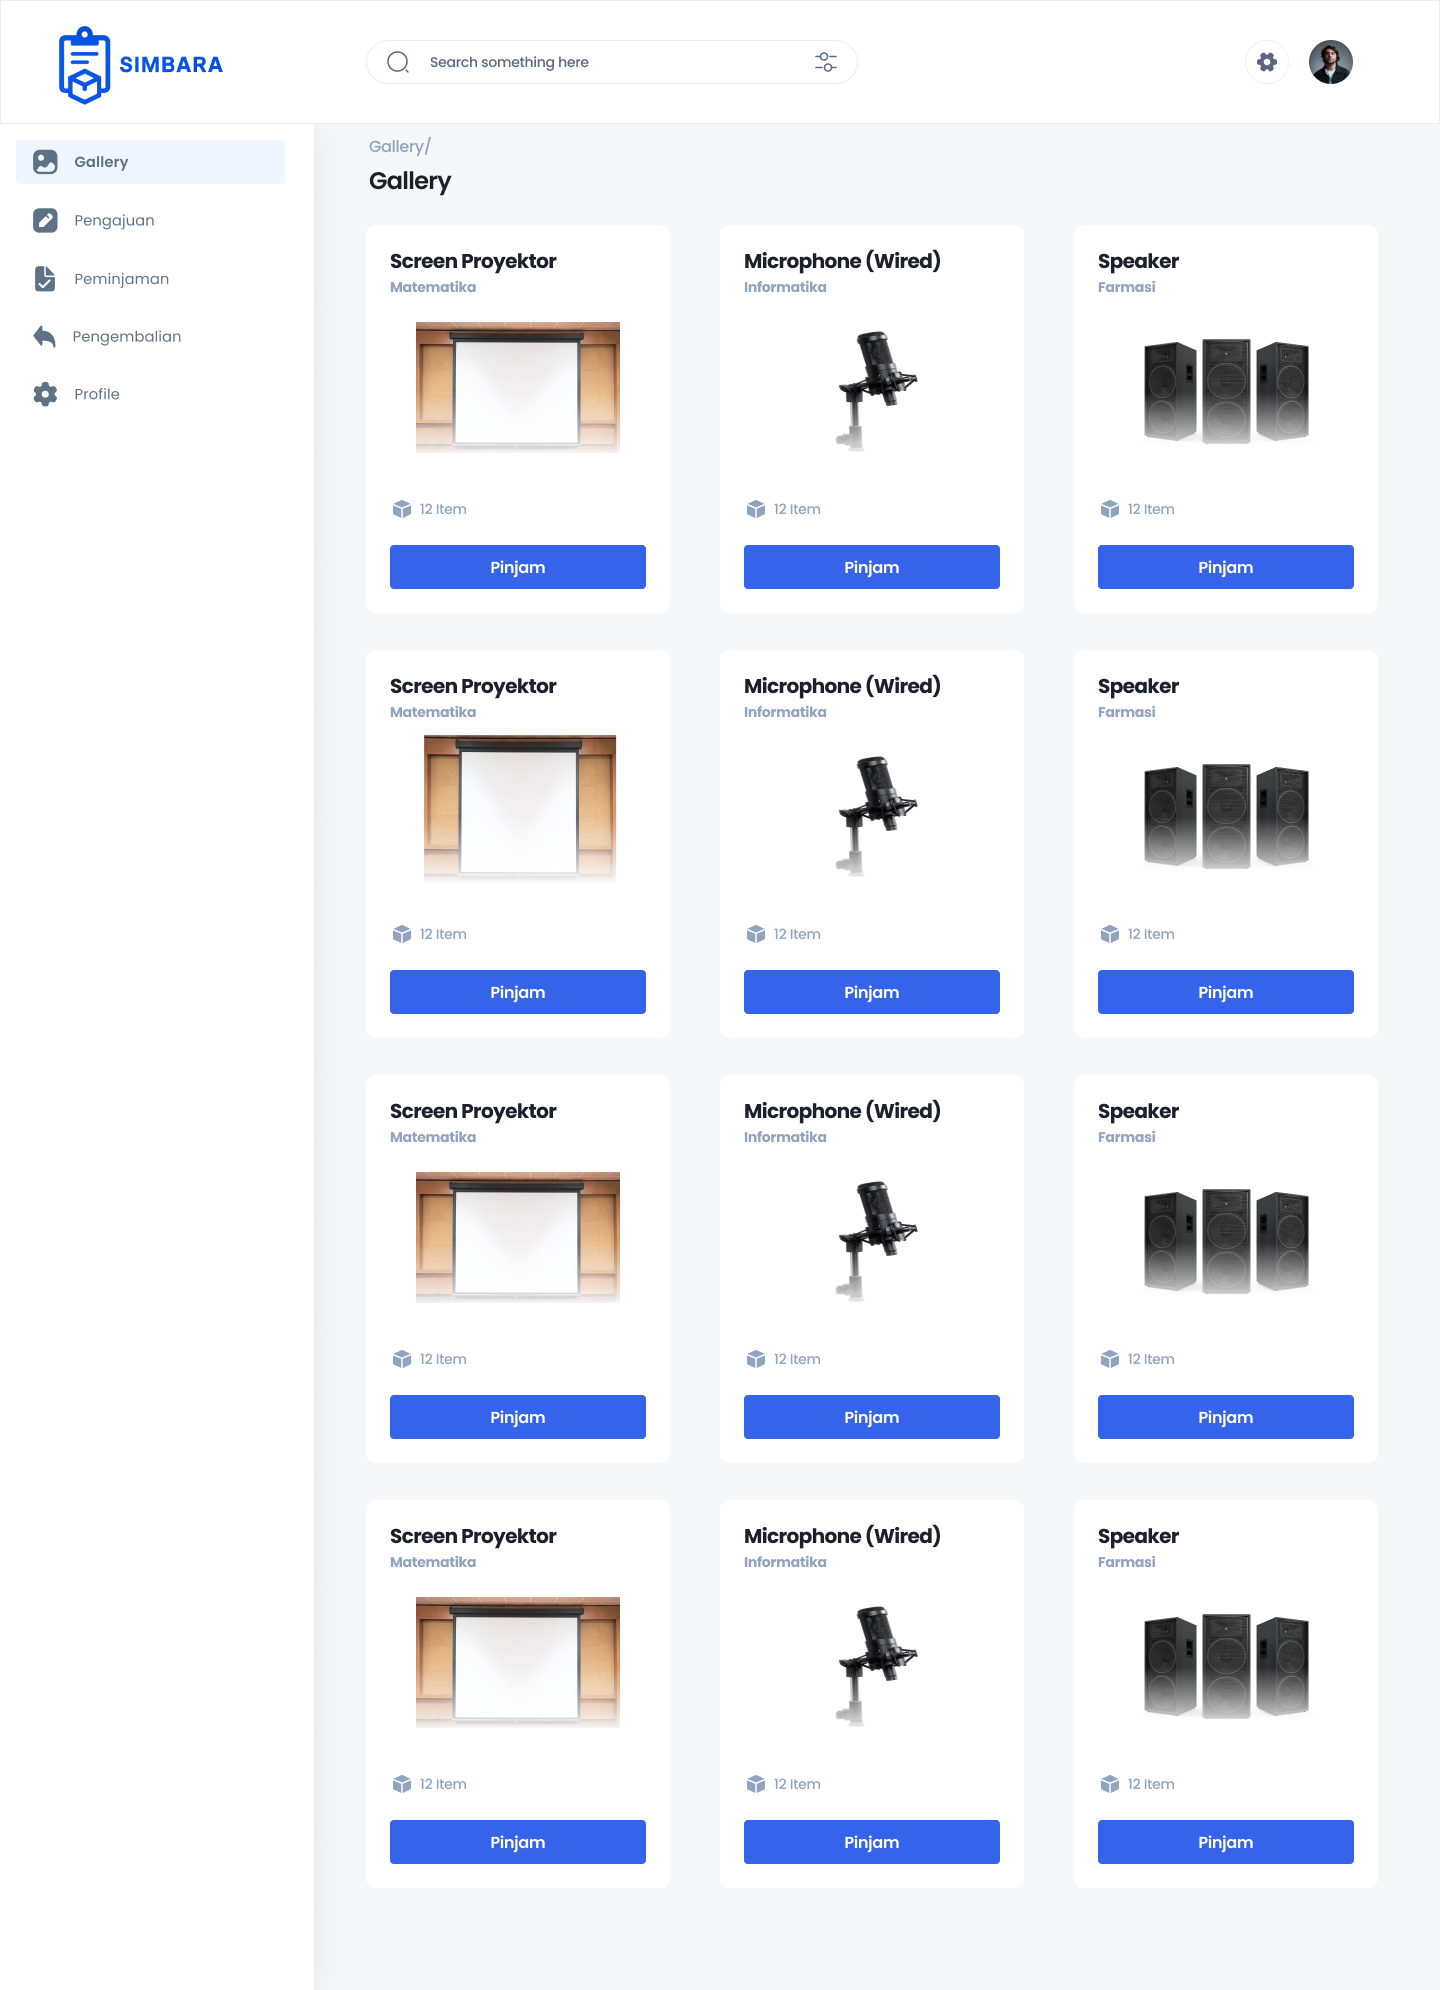 SIMBARA
Search something here
Gallery
Pengajuan
Peminjaman
Pengembalian
Profile
Gallery/
Gallery
Screen Proyektor
Matematika
12 Item
Pinjam
Microphone (Wired)
Informatika
12 Item
Pinjam
Speaker
Farmasi
12 Item
Pinjam
Screen Proyektor
Matematika
12 Item
Pinjam
Microphone (Wired)
Informatika
12 Item
Pinjam
Speaker
Farmasi
12 Item
Pinjam
Screen Proyektor
Matematika
12 Item
Pinjam
Microphone (Wired)
Informatika
12 Item
Pinjam
Speaker
Farmasi
12 Item
Pinjam
Screen Proyektor
Matematika
12 Item
Pinjam
Microphone (Wired)
Informatika
12 Item
Pinjam
Speaker
Farmasi
12 Item
Pinjam